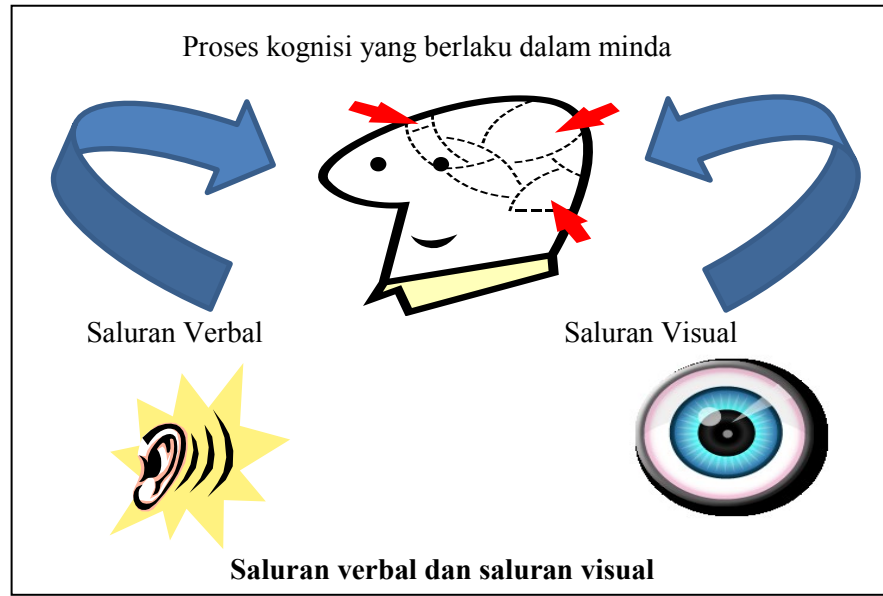 Proses kognisi yang berlaku dalam minda
Saluran Verbal
Saluran Visual
Saluran verbal dan saluran visual